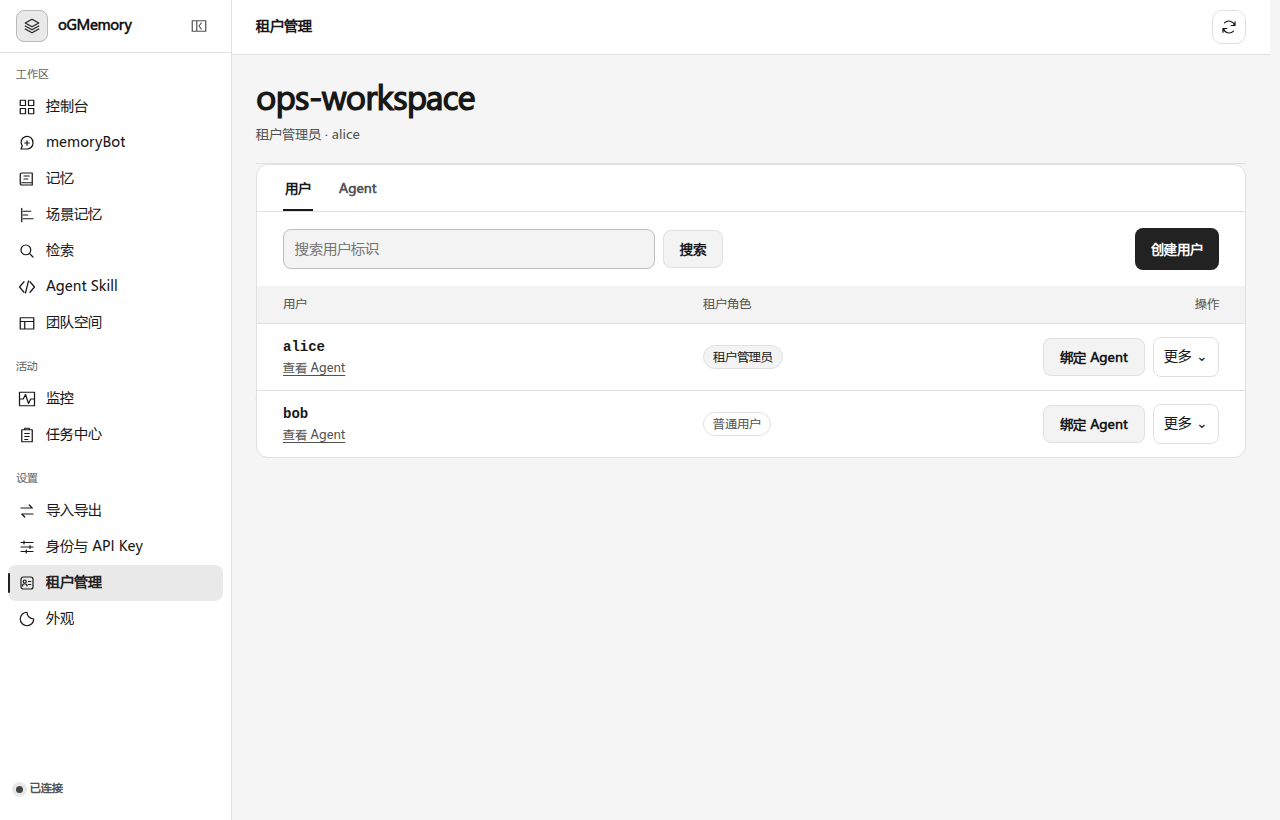 oGMemory
工作区
控制台
memoryBot
记忆
场景记忆
检索
Agent Skill
团队空间
活动
监控
任务中心
设置
导入导出
身份与 API Key
租户管理
外观
已连接
租户管理
ops-workspace
租户管理员 · alice
用户 Agent
搜索用户标识 搜索 创建用户
用户 租户角色 操作
alice
查看 Agent
租户管理员 绑定 Agent 更多
bob
查看 Agent
普通用户 绑定 Agent 更多